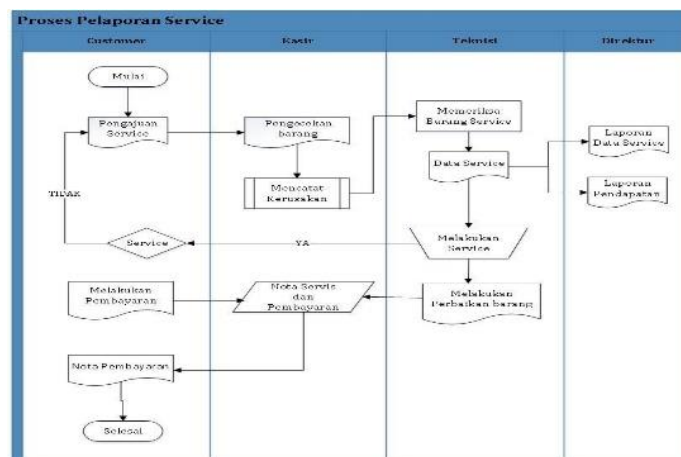 Proses Pelaporan Service
Customer
Kasir
Teknisi
Direktur
Mulai
Pengajuan
Service
Pengecekan
barang
Memeriksa
Barang Service
Data Service
Laporan
Data Service
Mencatat
Kerusakan
Laporan
Pendapatan
TIDAK
Service
YA
Melakukan
Service
Melakukan
Pembayaran
Nota Servis
dan
Pembayaran
Melakukan
Perbaikan barang
Nota Pembayaran
Selesai